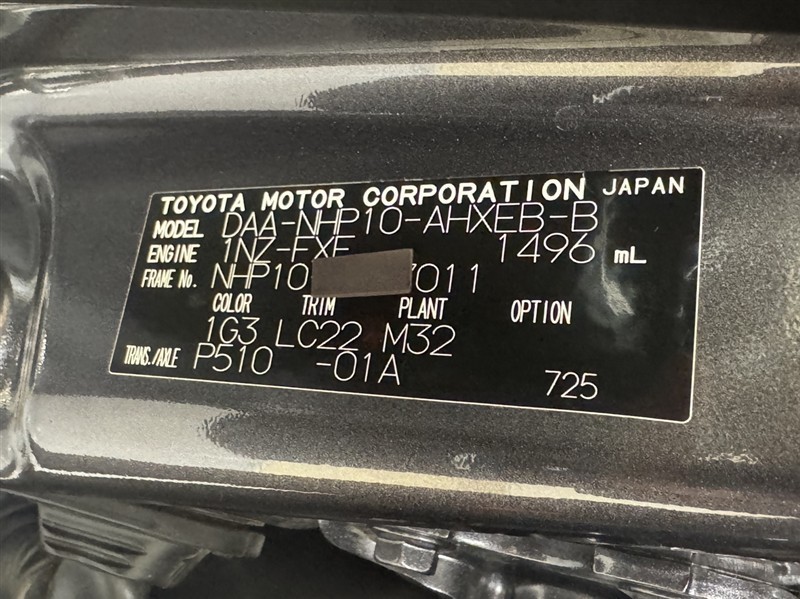 TOYOTA MOTOR CORPORATION JAPAN
MODEL DAA-NHP10-AHXEB-B
ENGINE 1NZ-FXE 1496 mL
FRAME No. NHP10 7011
COLOR TRIM PLANT OPTION
1G3 LC22 M32
TRANS./AXLE P510 -01A
725